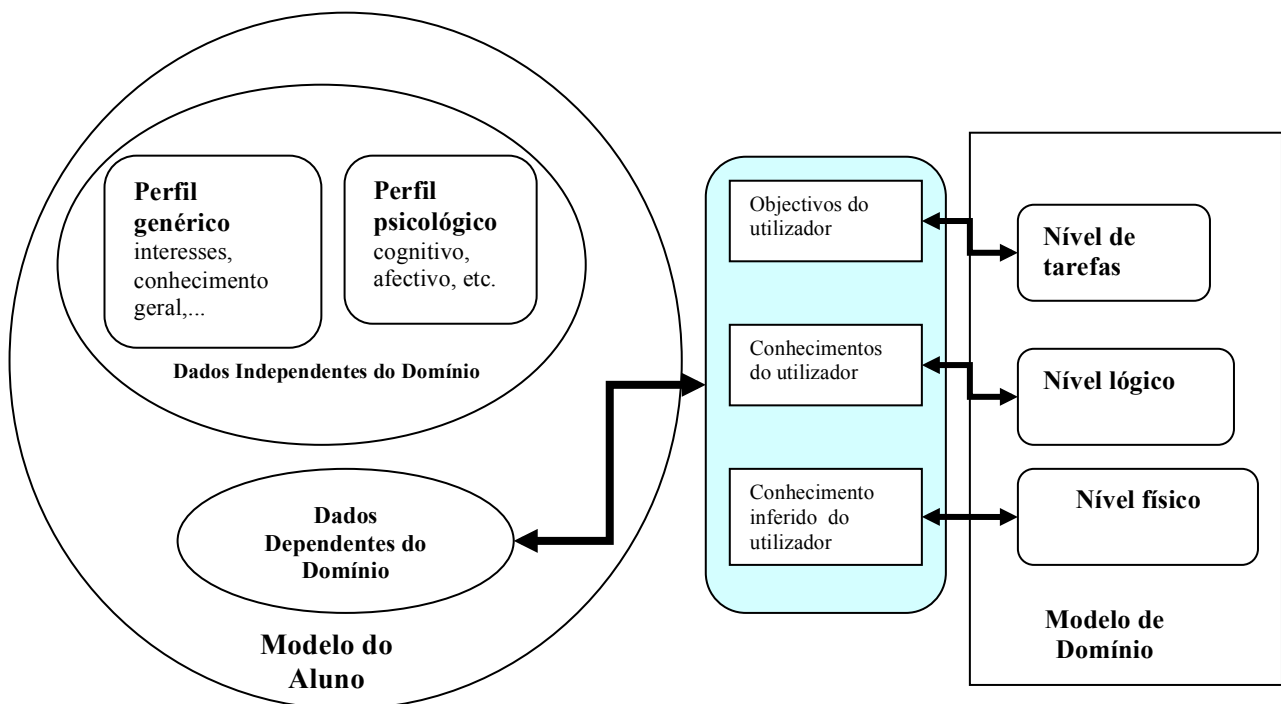 Perfil
genérico
interesses,
conhecimento
geral,...
Perfil
psicológico
cognitivo,
afectivo, etc.
Dados Independentes do Domínio
Dados
Dependentes do
Domínio
Modelo do
Aluno
Objectivos do
utilizador
Conhecimentos
do utilizador
Conhecimento
inferido do
utilizador
Nível de
tarefas
Nível lógico
Nível físico
Modelo de
Domínio